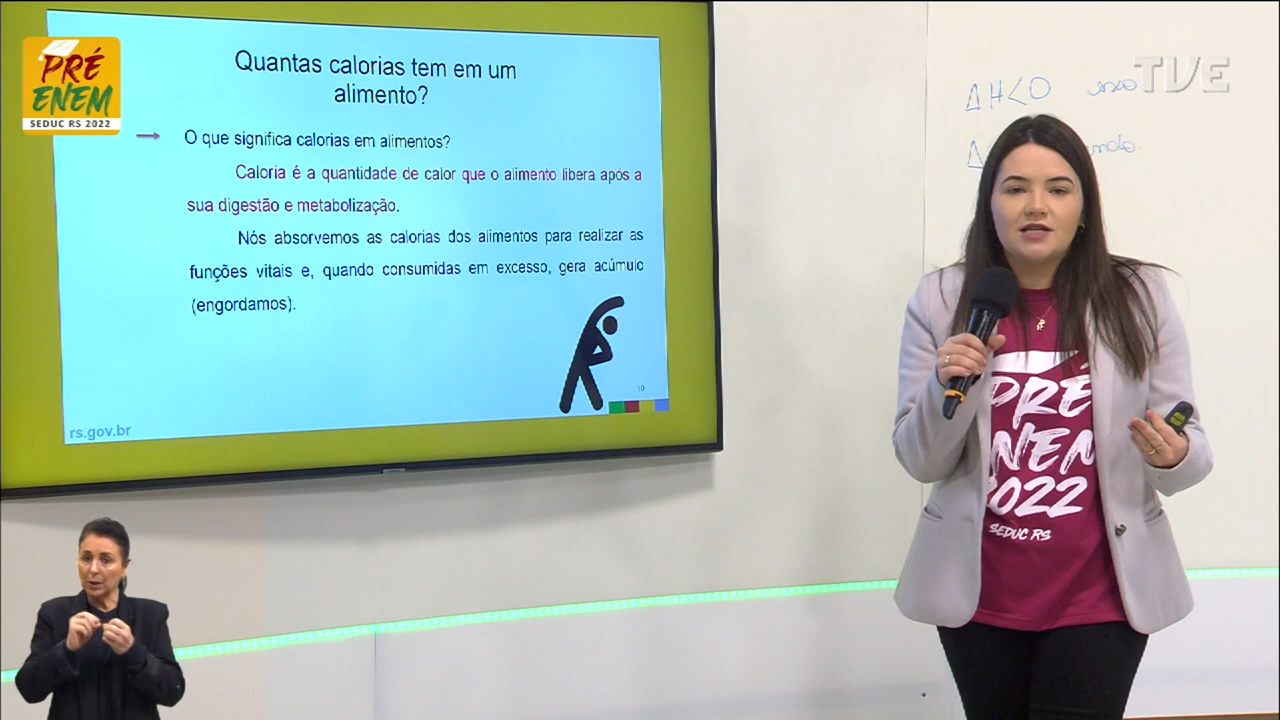 PRÉ
ENEM
SEDUC RS 2022
Quantas calorias tem em um
alimento?
O que significa calorias em alimentos?
Caloria é a quantidade de calor que o alimento libera após a
sua digestão e metabolização.
Nós absorvemos as calorias dos alimentos para realizar as
funções vitais e, quando consumidas em excesso, gera acúmulo
(engordamos).
10
rs.gov.br
ΔH<0
TVE
Δ
PRÉ
ENEM
2022
SEDUC RS